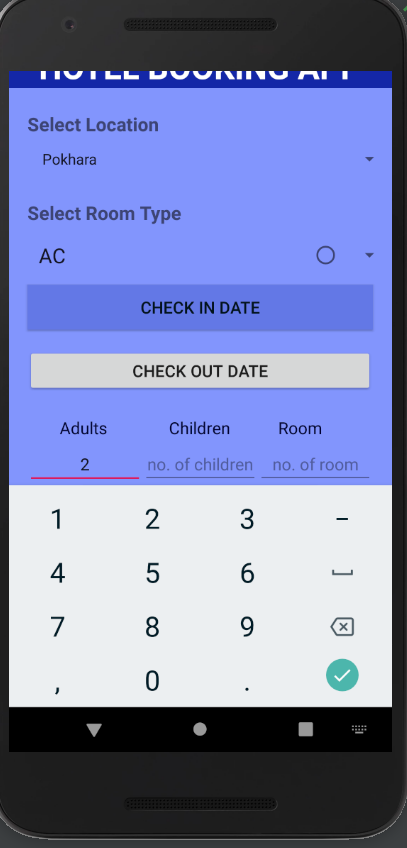 HOTEL BOOKING APP
Select Location
Pokhara
Select Room Type
AC
CHECK IN DATE
CHECK OUT DATE
Adults Children Room
2 no. of children no. of room
1 2 3 –
4 5 6
7 8 9
, 0 .